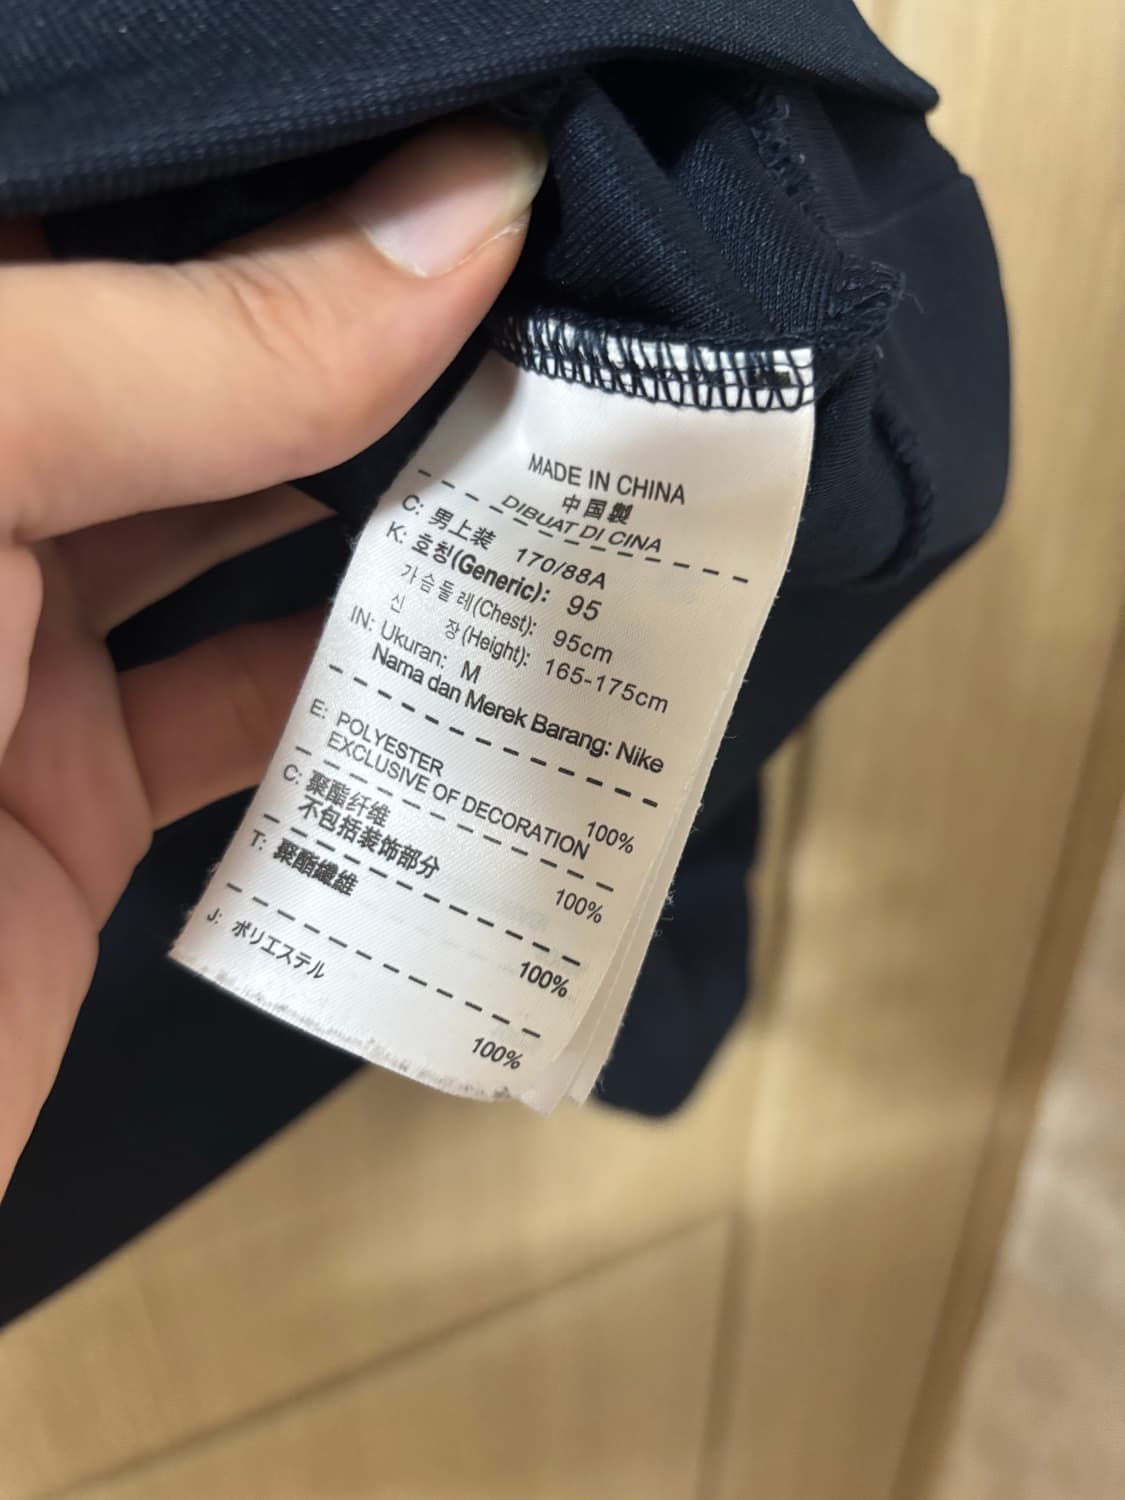 MADE IN CHINA
中国製
DIBUAT DI CINA
C: 男上装 170/88A
K: 호칭(Generic): 95
가슴둘레(Chest): 95cm
신 장(Height): 165-175cm
IN: Ukuran: M
Nama dan Merek Barang: Nike
E: POLYESTER 100%
EXCLUSIVE OF DECORATION
C: 聚酯纤维 100%
不包括装饰部分
T: 聚酯纖維 100%
J: ポリエステル 100%